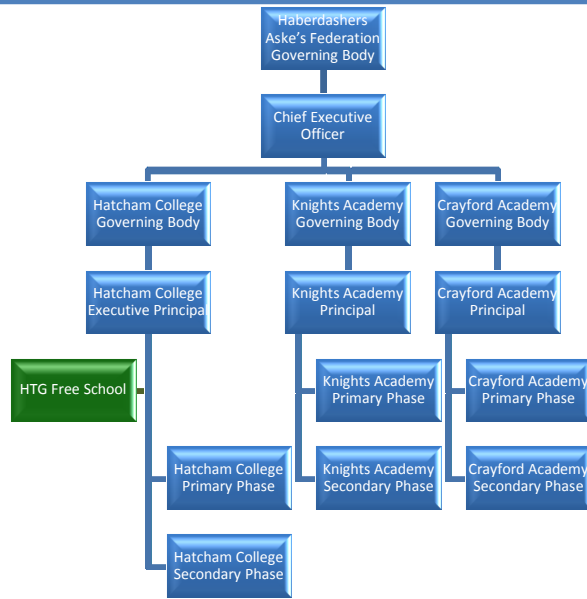 Haberdashers
Aske's Federation
Governing Body
Chief Executive
Officer
Hatcham College
Governing Body
Knights Academy
Governing Body
Crayford Academy
Governing Body
Hatcham College
Executive Principal
Knights Academy
Principal
Crayford Academy
Principal
HTG Free School
Knights Academy
Primary Phase
Crayford Academy
Primary Phase
Hatcham College
Primary Phase
Knights Academy
Secondary Phase
Crayford Academy
Secondary Phase
Hatcham College
Secondary Phase